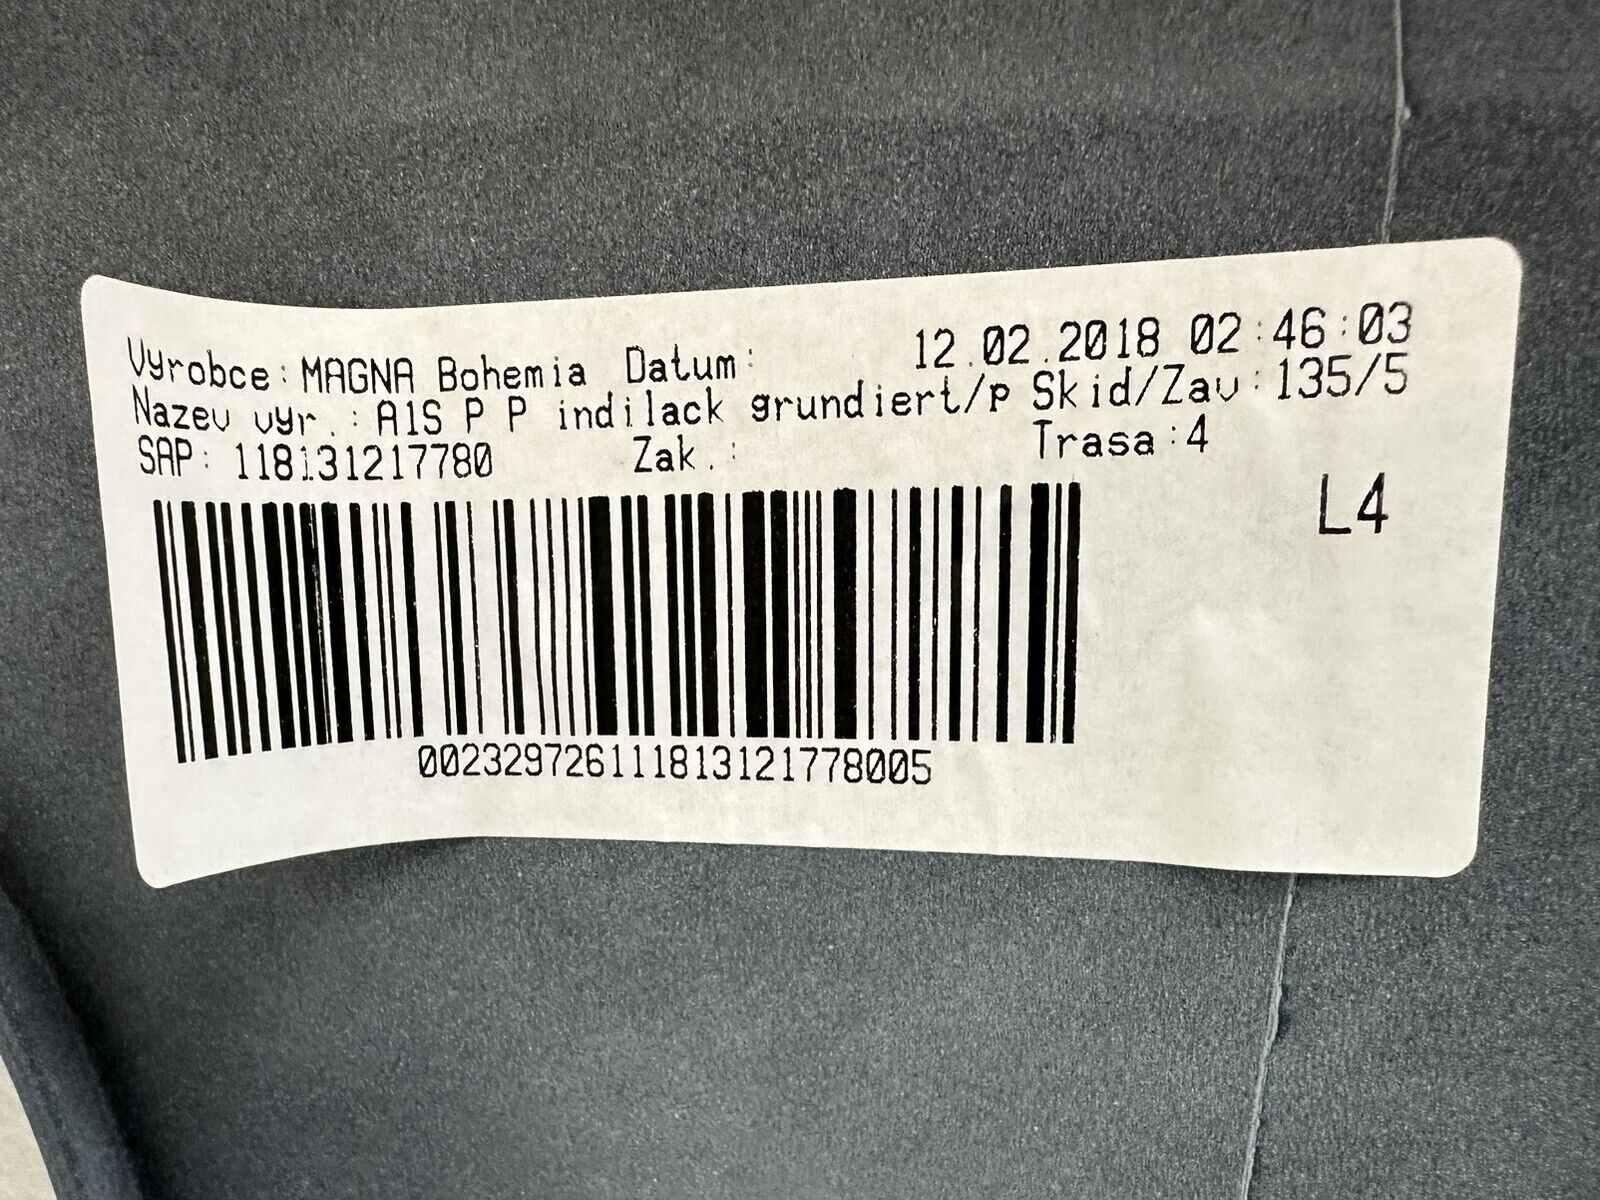 Vyrobce: MAGNA Bohemia Datum: 12.02.2018 02:46:03
Nazev vyr.: A1S P P indilack grundiert/p Skid/Zav:135/5
SAP: 118131217780 Zak.: Trasa:4
L4
002329726111813121778005